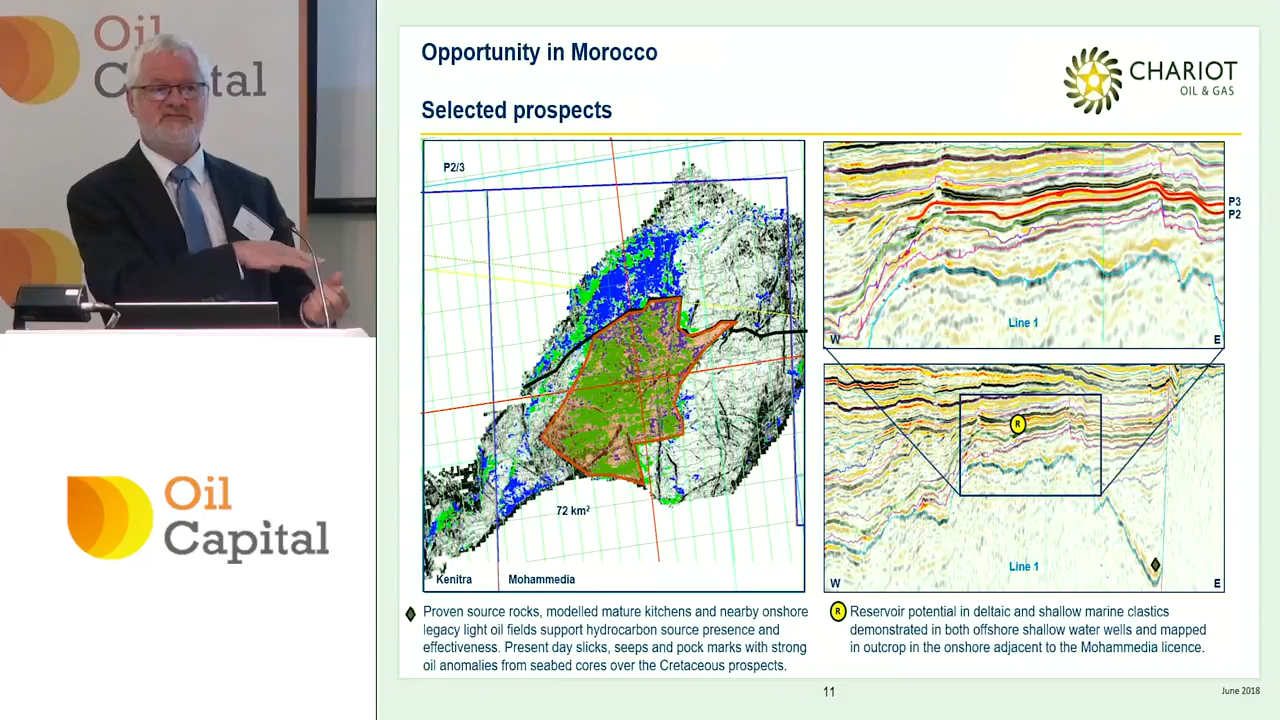 Oil
Capital
Oil
Capital
Opportunity in Morocco
Selected prospects
CHARIOT
OIL & GAS
P2/3
72 km²
Kenitra
Mohammedia
P3
P2
Line 1
W
E
R
Line 1
W
E
Proven source rocks, modelled mature kitchens and nearby onshore
legacy light oil fields support hydrocarbon source presence and
effectiveness. Present day slicks, seeps and pock marks with strong
oil anomalies from seabed cores over the Cretaceous prospects.
R
Reservoir potential in deltaic and shallow marine clastics
demonstrated in both offshore shallow water wells and mapped
in outcrop in the onshore adjacent to the Mohammedia licence.
11
June 2018